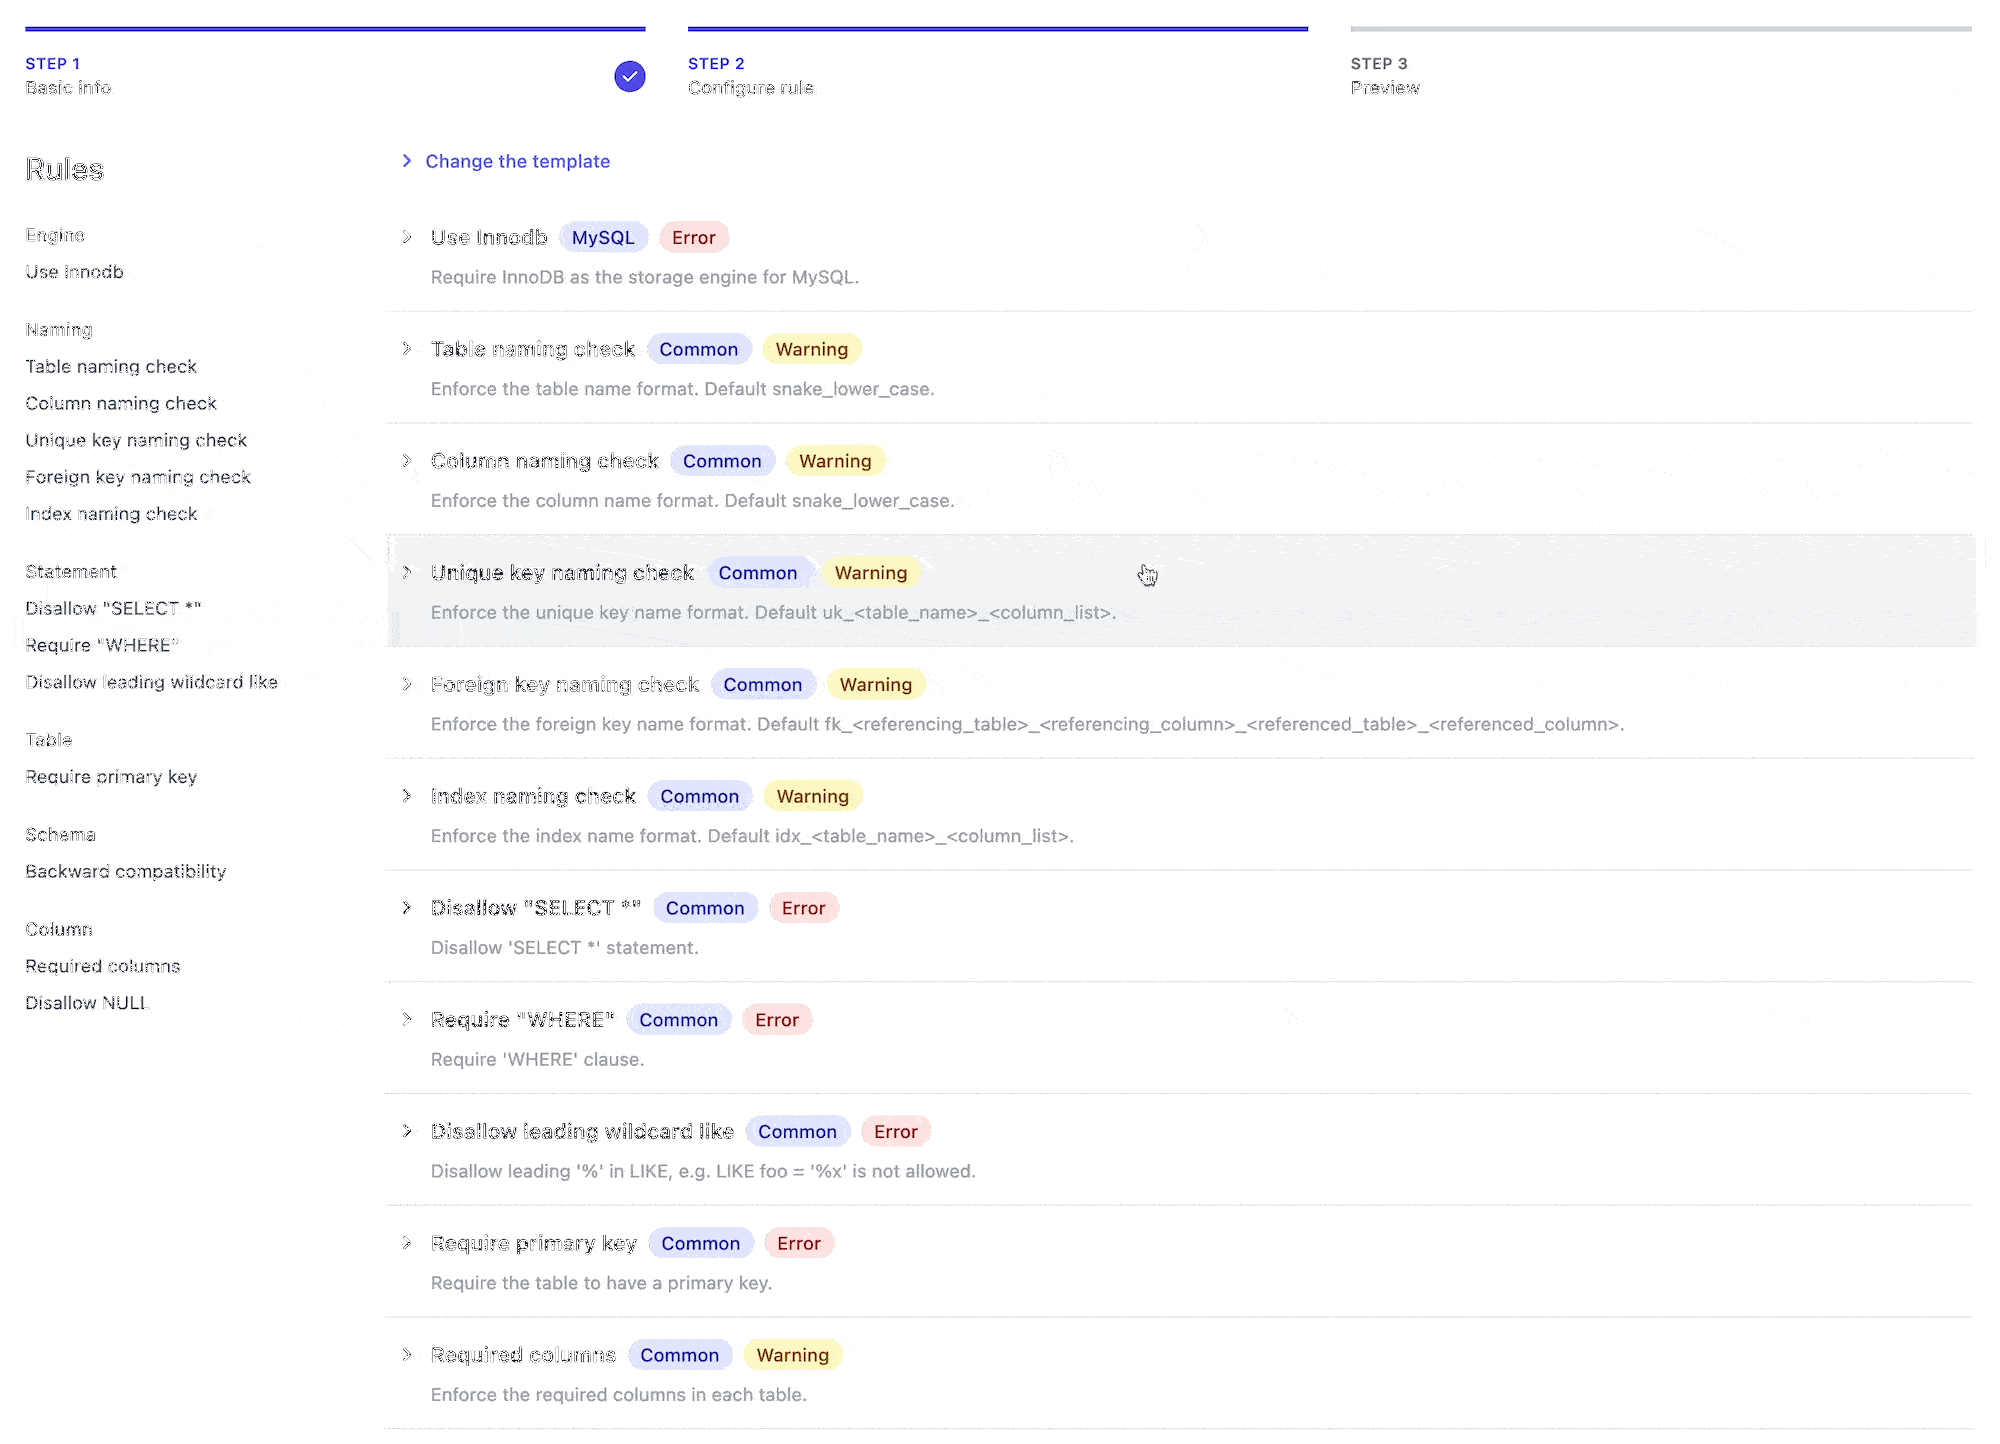 STEP 1
Basic info
STEP 2
Configure rule
STEP 3
Preview
Rules
Engine
Use Innodb
Naming
Table naming check
Column naming check
Unique key naming check
Foreign key naming check
Index naming check
Statement
Disallow "SELECT *"
Require "WHERE"
Disallow leading wildcard like
Table
Require primary key
Schema
Backward compatibility
Column
Required columns
Disallow NULL
Change the template
Use Innodb MySQL Error
Require InnoDB as the storage engine for MySQL.
Table naming check Common Warning
Enforce the table name format. Default snake_lower_case.
Column naming check Common Warning
Enforce the column name format. Default snake_lower_case.
Unique key naming check Common Warning
Enforce the unique key name format. Default uk_<table_name>_<column_list>.
Foreign key naming check Common Warning
Enforce the foreign key name format. Default fk_<referencing_table>_<referencing_column>_<referenced_table>_<referenced_column>.
Index naming check Common Warning
Enforce the index name format. Default idx_<table_name>_<column_list>.
Disallow "SELECT *" Common Error
Disallow 'SELECT *' statement.
Require "WHERE" Common Error
Require 'WHERE' clause.
Disallow leading wildcard like Common Error
Disallow leading '%' in LIKE, e.g. LIKE foo = '%x' is not allowed.
Require primary key Common Error
Require the table to have a primary key.
Required columns Common Warning
Enforce the required columns in each table.